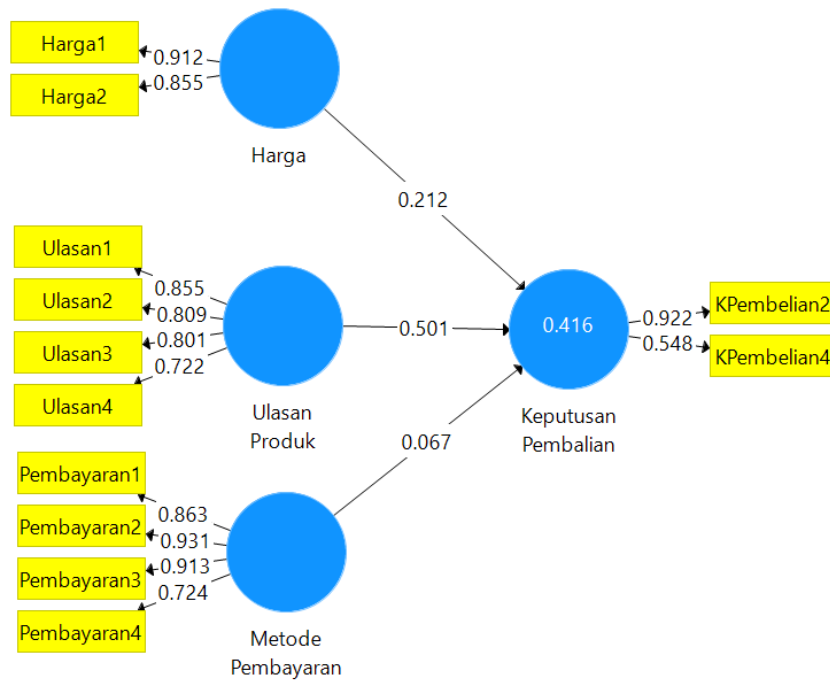 Harga1
0.912
0.855
Harga2
Harga
0.212
Ulasan1
0.855
Ulasan2
0.809
0.801
Ulasan3
0.722
Ulasan4
Ulasan
Produk
0.501
0.416
Keputusan
Pembalian
KPembelian2
0.922
0.548
KPembelian4
0.067
Pembayaran1
0.863
Pembayaran2
0.931
0.913
Pembayaran3
0.724
Pembayaran4
Metode
Pembayaran